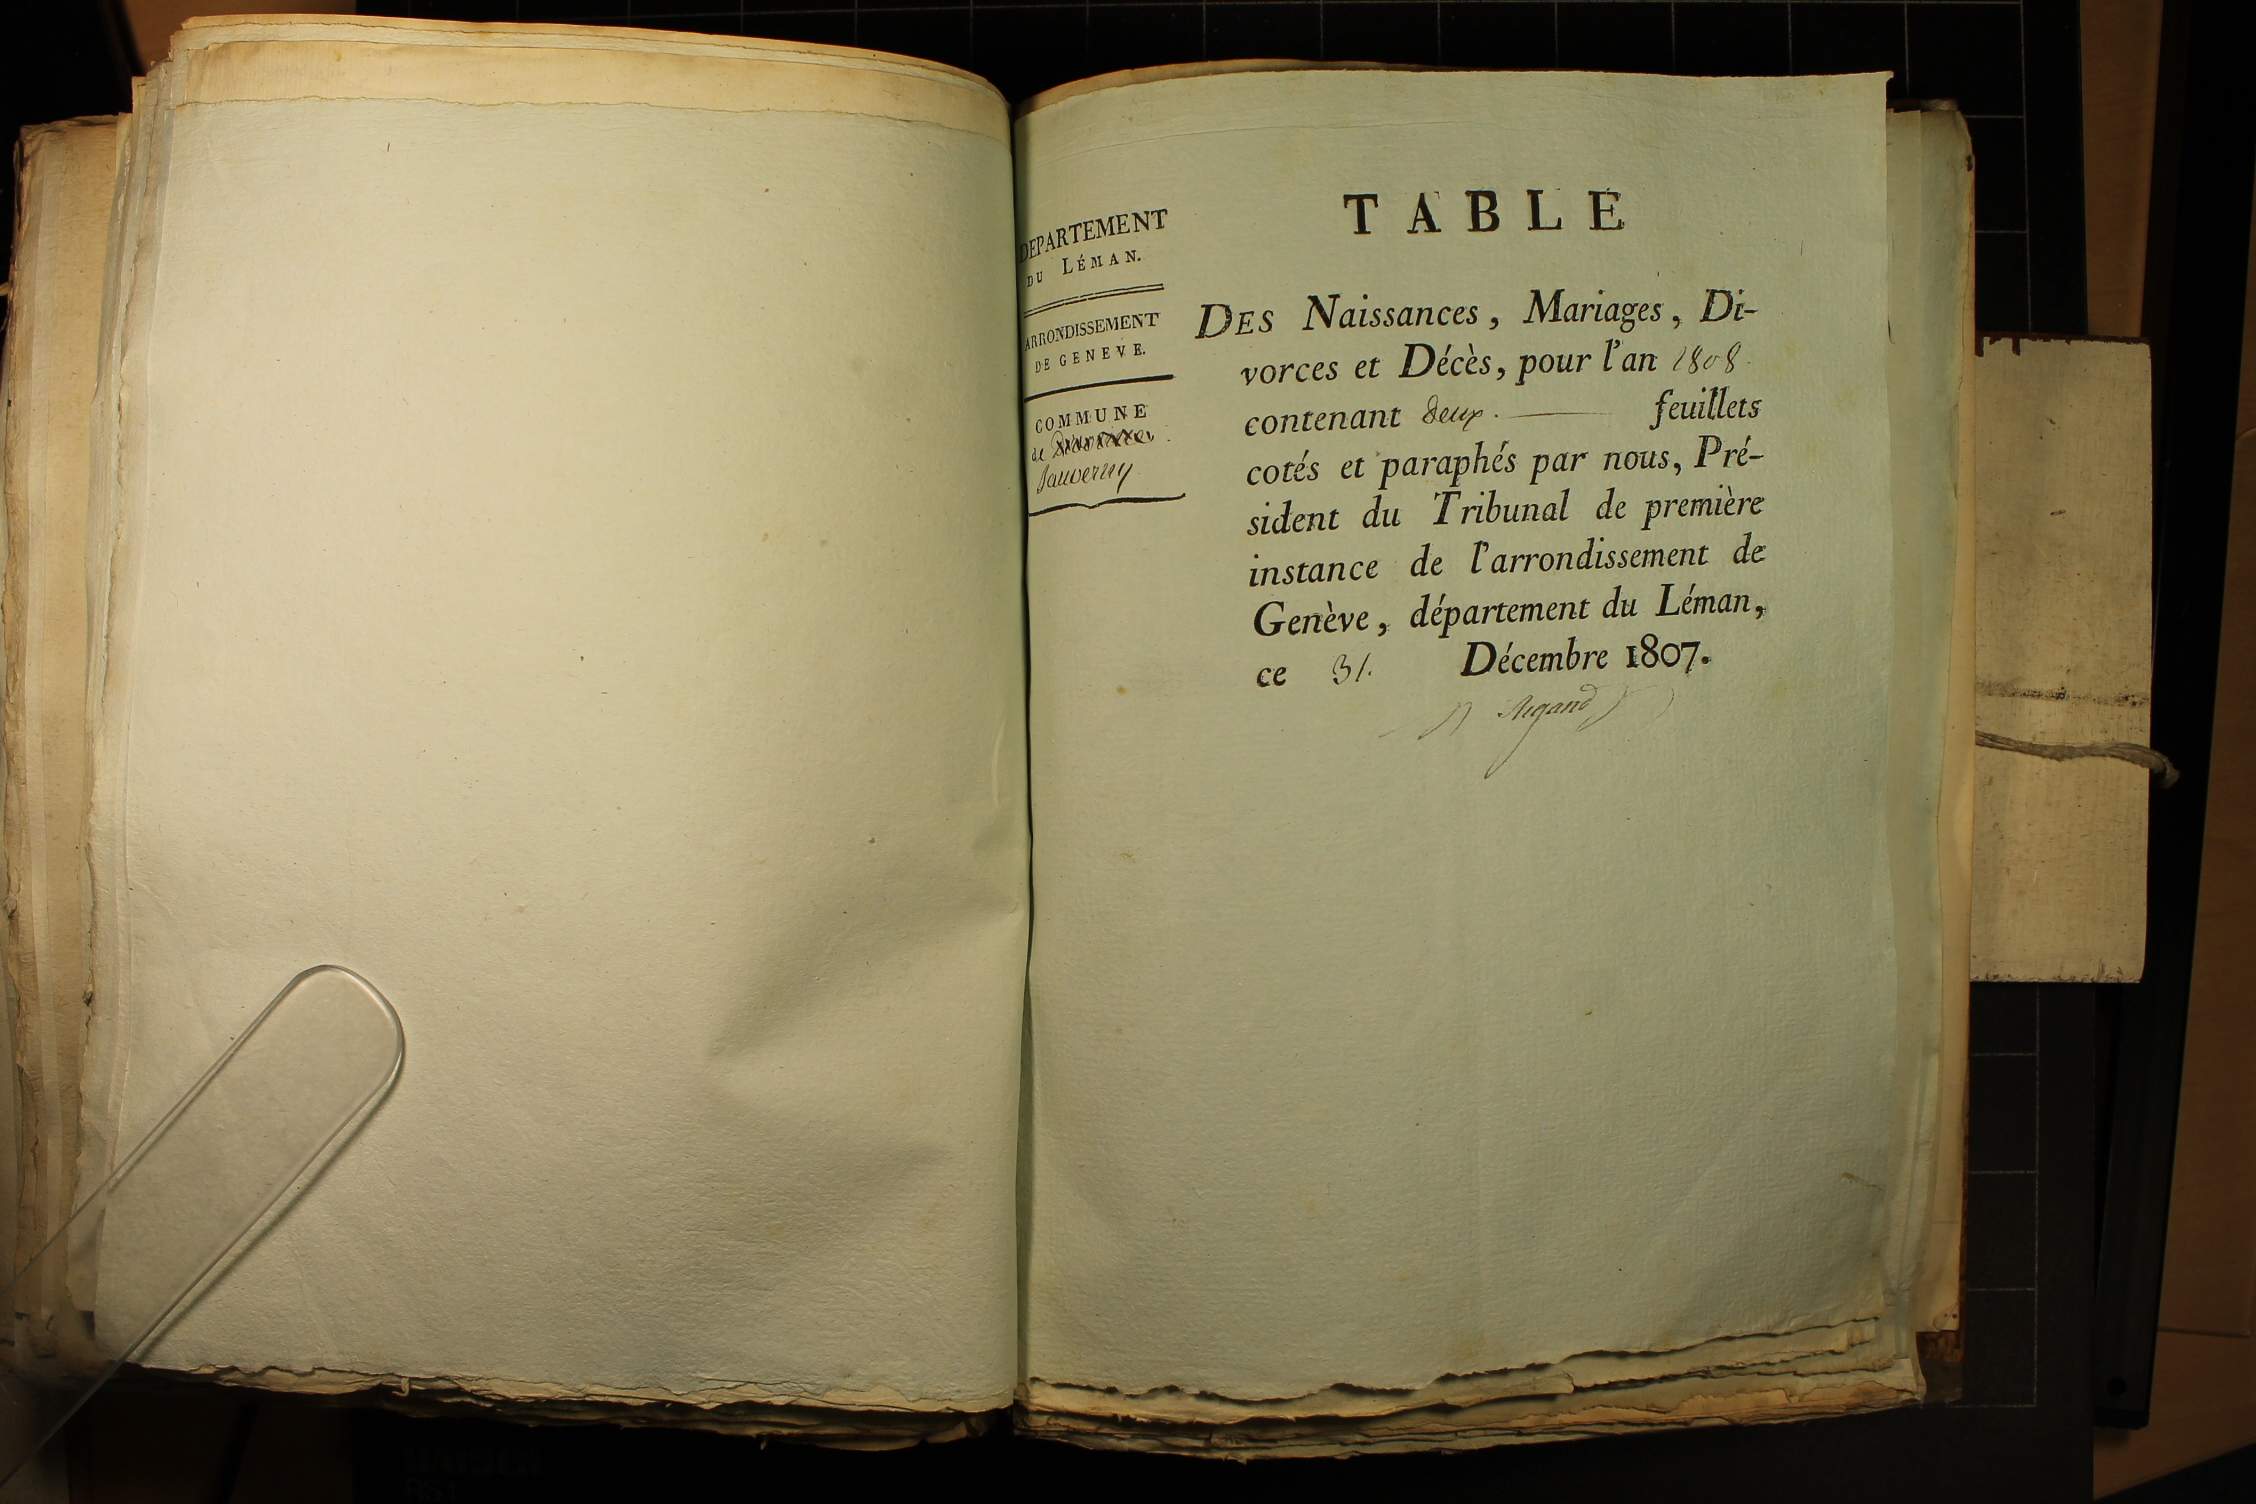 DEPARTEMENT
DU LÉMAN.
ARRONDISSEMENT
DE GENEVE.
COMMUNE
de
Sauverny
TABLE
DES Naissances, Mariages, Di-
vorces et Décès, pour l'an 1808.
contenant deux. feuillets
cotés et paraphés par nous, Pré-
sident du Tribunal de première
instance de l'arrondissement de
Genève, département du Léman,
ce 31. Décembre 1807.